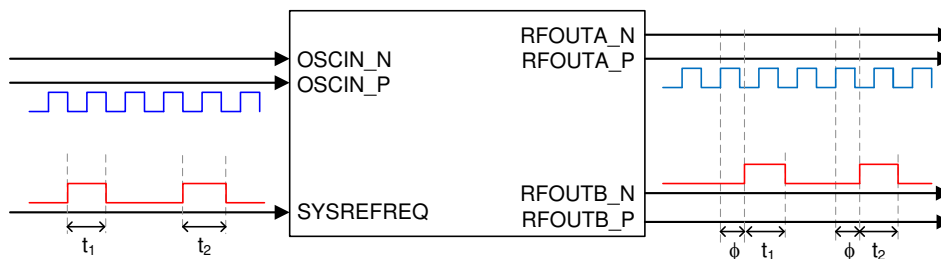 RFOUTA_N
OSCIN_N
RFOUTA_P
OSCIN_P
SYSREFREQ
RFOUTB_N
RFOUTB_P
t1
t2
ϕ
t1
ϕ
t2